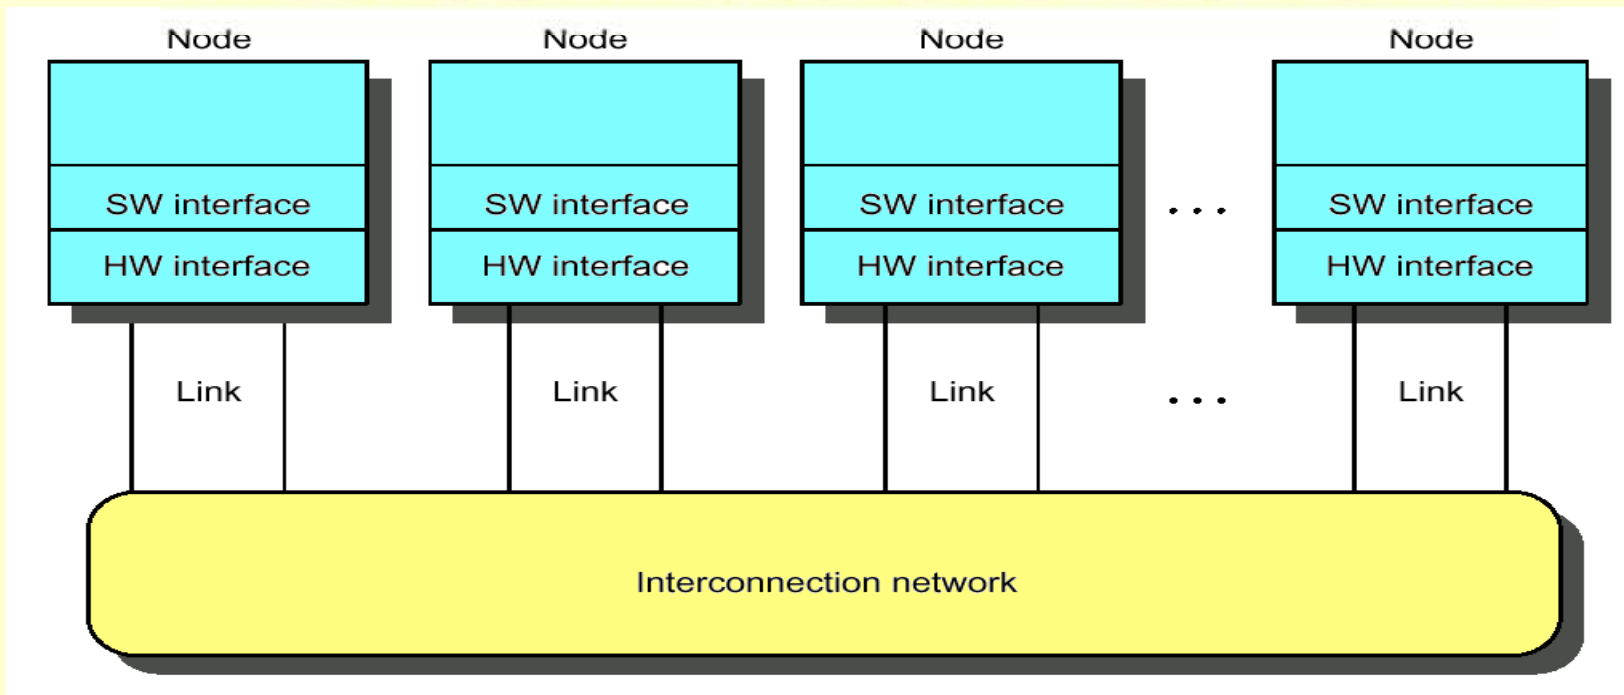 Node Node Node Node
SW interface SW interface SW interface ... SW interface
HW interface HW interface HW interface HW interface
Link Link Link ... Link
Interconnection network